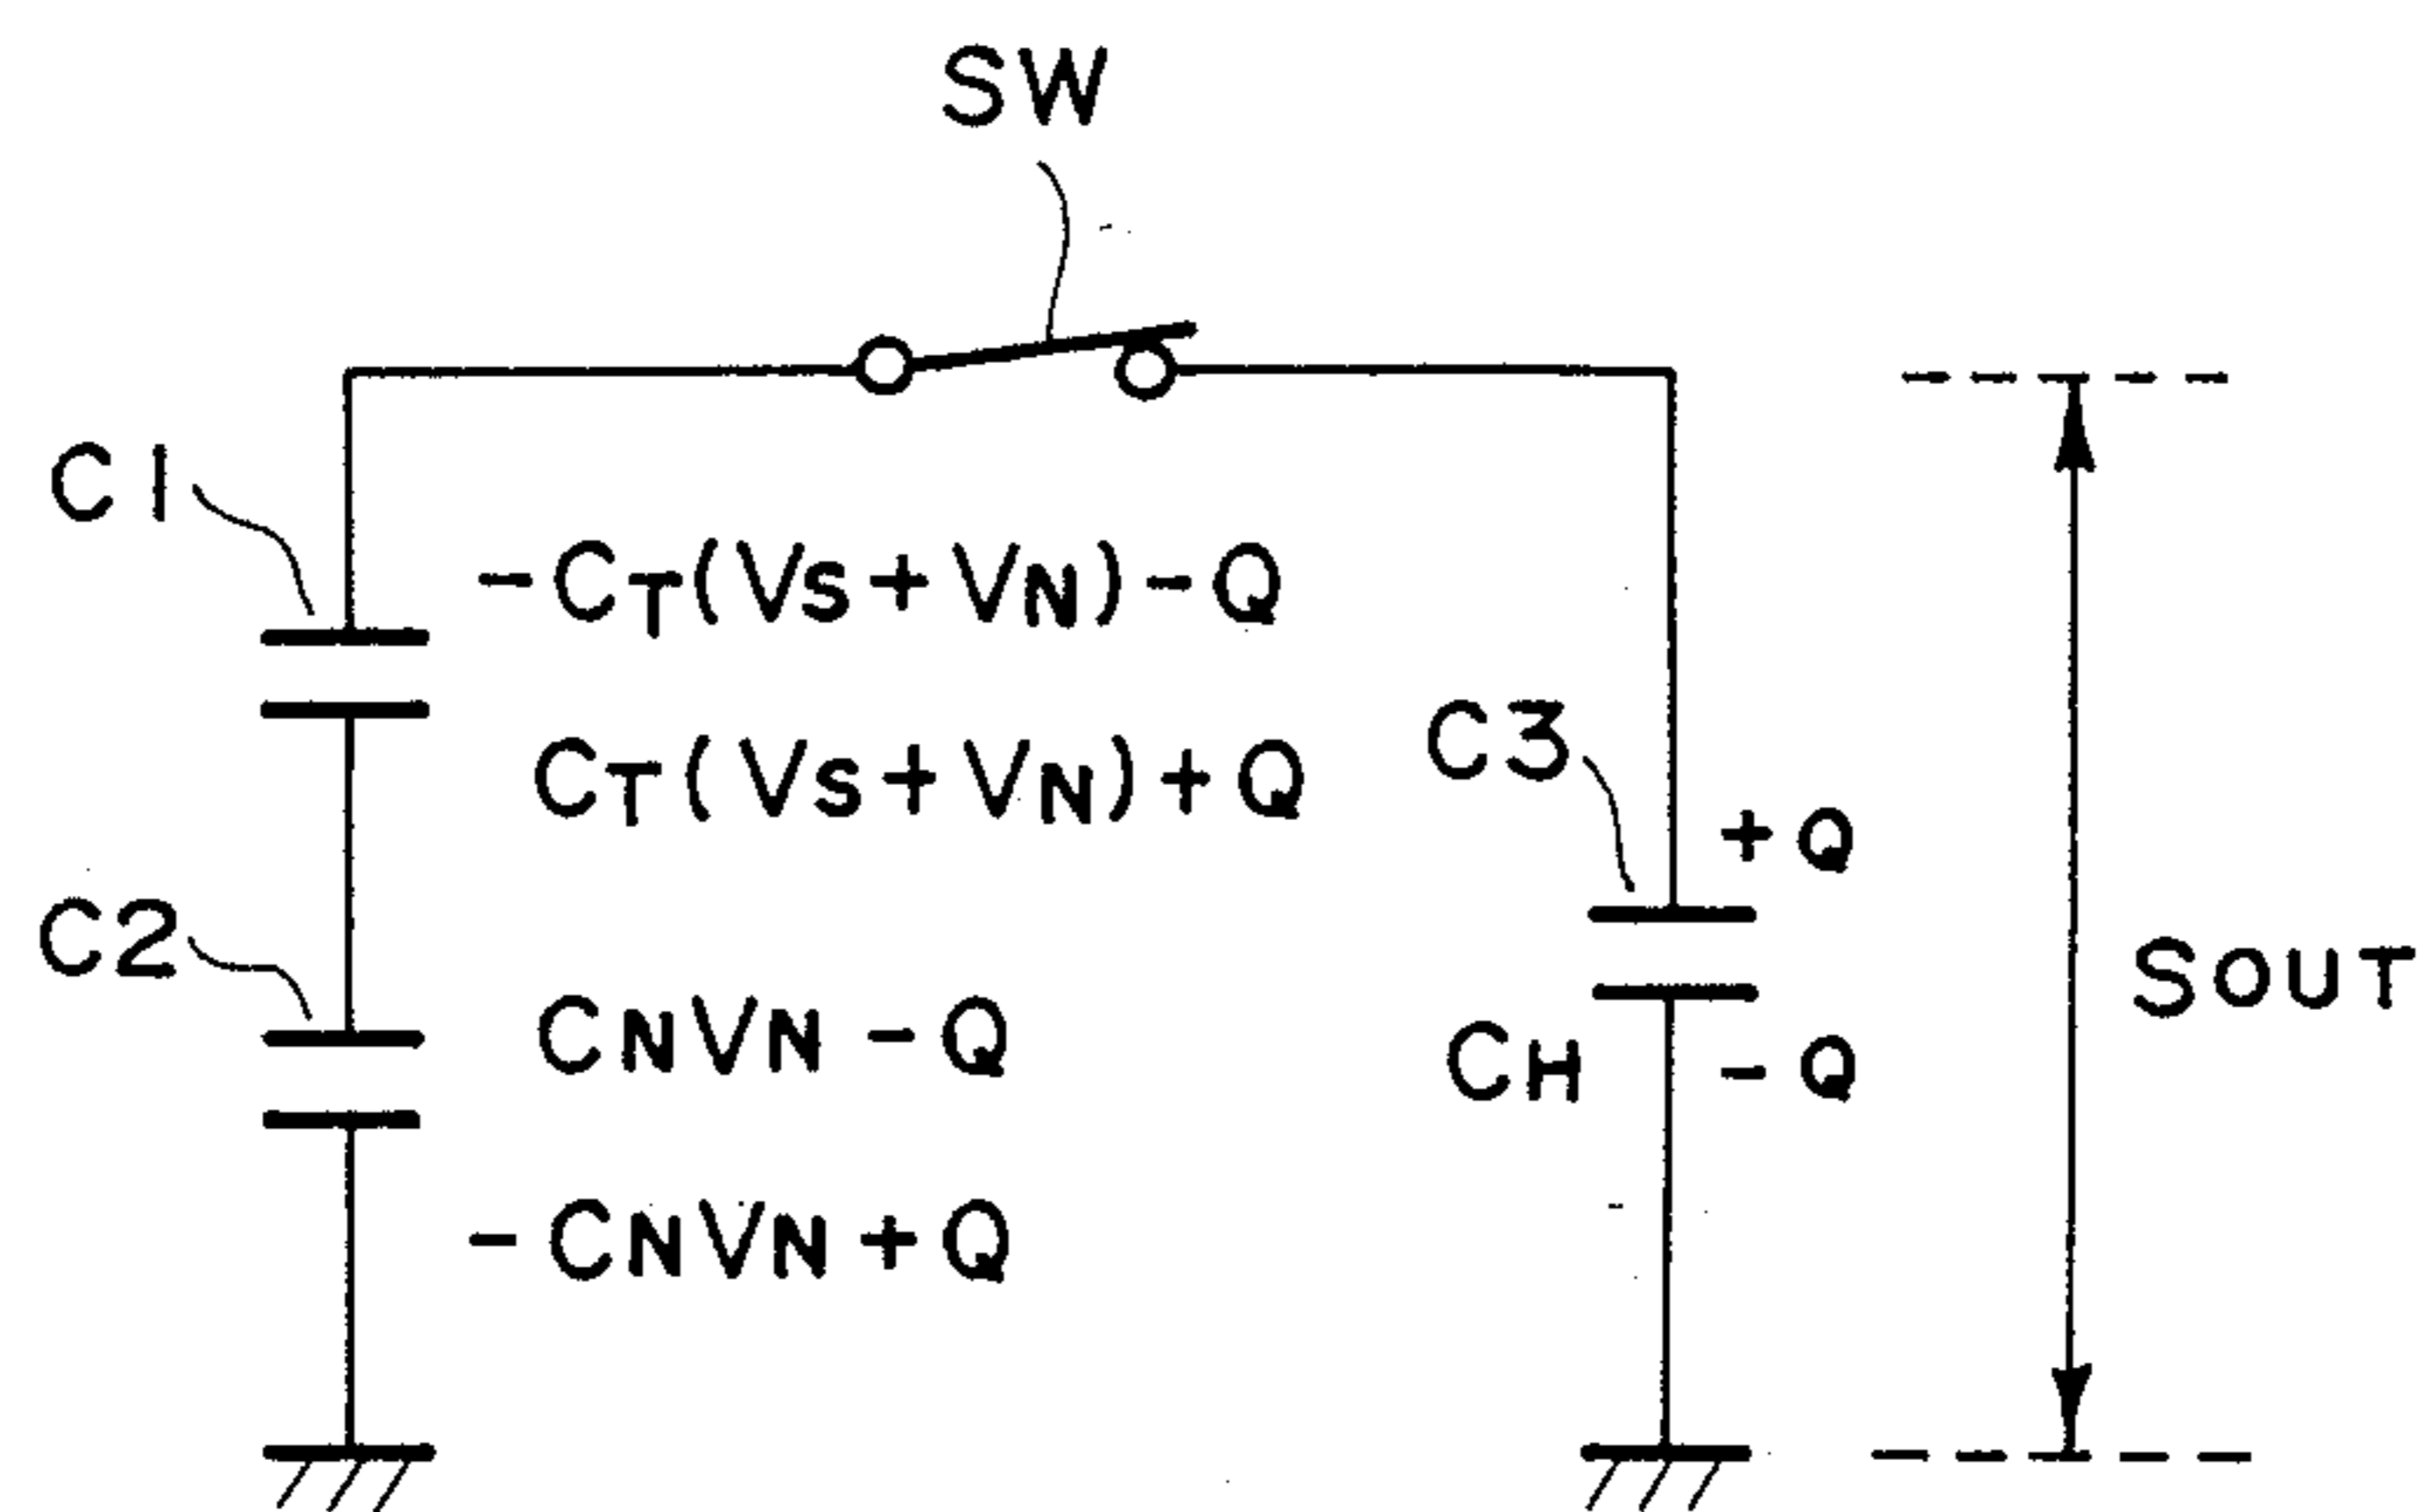 SW
C1
-CT(VS+VN)-Q
CT(VS+VN)+Q
C3
+Q
C2
CNVN-Q
CH
-Q
SOUT
-CNVN+Q